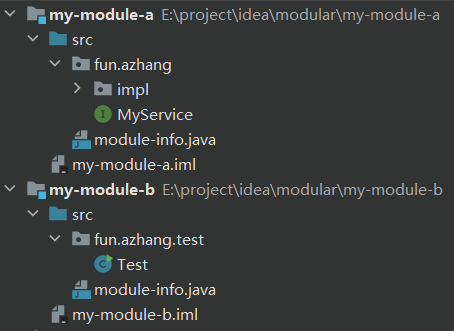 my-module-a E:\project\idea\modular\my-module-a
src
fun.azhang
impl
I MyService
module-info.java
my-module-a.iml
my-module-b E:\project\idea\modular\my-module-b
src
fun.azhang.test
C Test
module-info.java
my-module-b.iml